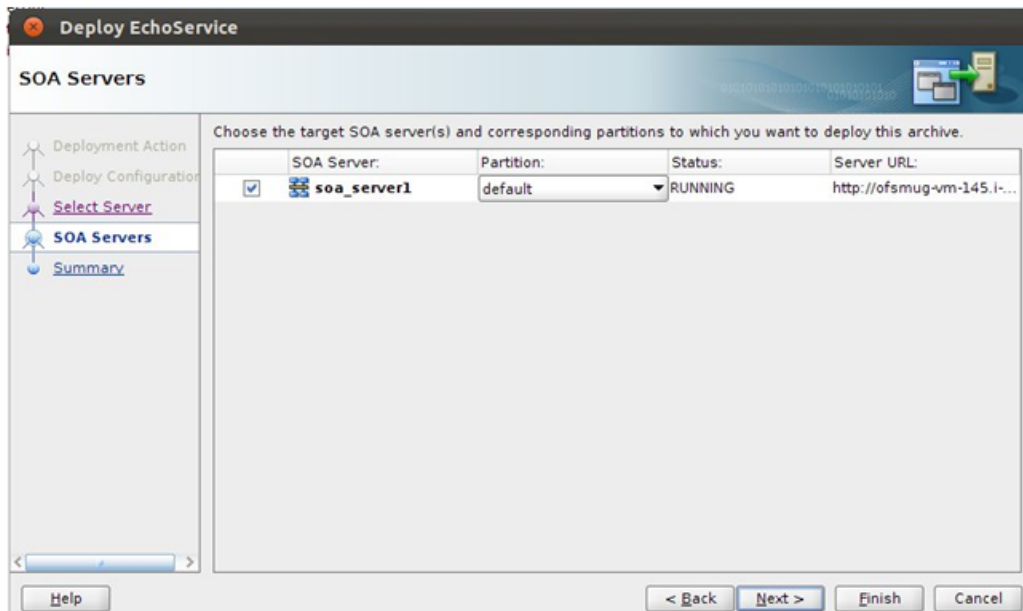 Deploy EchoService
SOA Servers
Deployment Action
Deploy Configuration
Select Server
SOA Servers
Summary
Choose the target SOA server(s) and corresponding partitions to which you want to deploy this archive.
SOA Server: Partition: Status: Server URL:
soa_server1 default RUNNING http://ofsmug-vm-145.i-...
Help < Back Next > Finish Cancel